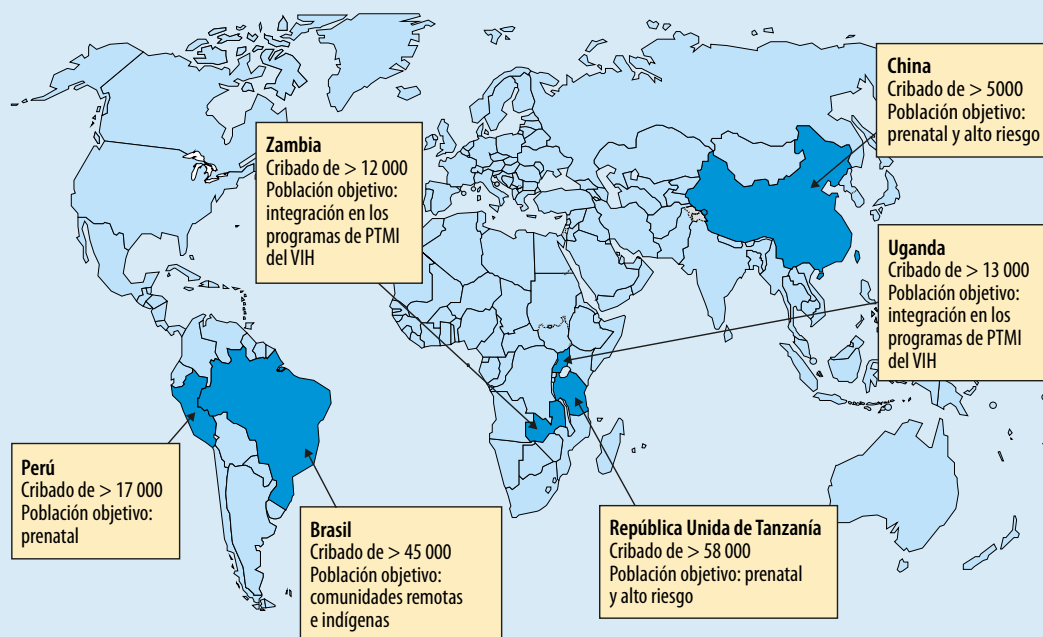 China
Cribado de > 5000
Población objetivo:
prenatal y alto riesgo
Zambia
Cribado de > 12 000
Población objetivo:
integración en los
programas de PTMI
del VIH
Uganda
Cribado de > 13 000
Población objetivo:
integración en los
programas de PTMI
del VIH
Perú
Cribado de > 17 000
Población objetivo:
prenatal
Brasil
Cribado de > 45 000
Población objetivo:
comunidades remotas
e indígenas
República Unida de Tanzanía
Cribado de > 58 000
Población objetivo: prenatal
y alto riesgo